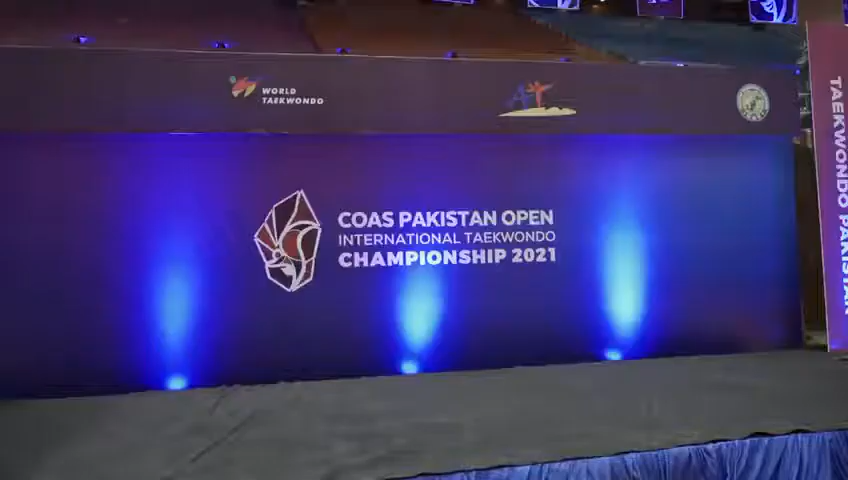 WORLD
TAEKWONDO
COAS PAKISTAN OPEN
INTERNATIONAL TAEKWONDO
CHAMPIONSHIP 2021
TAEKWONDO PAKISTAN